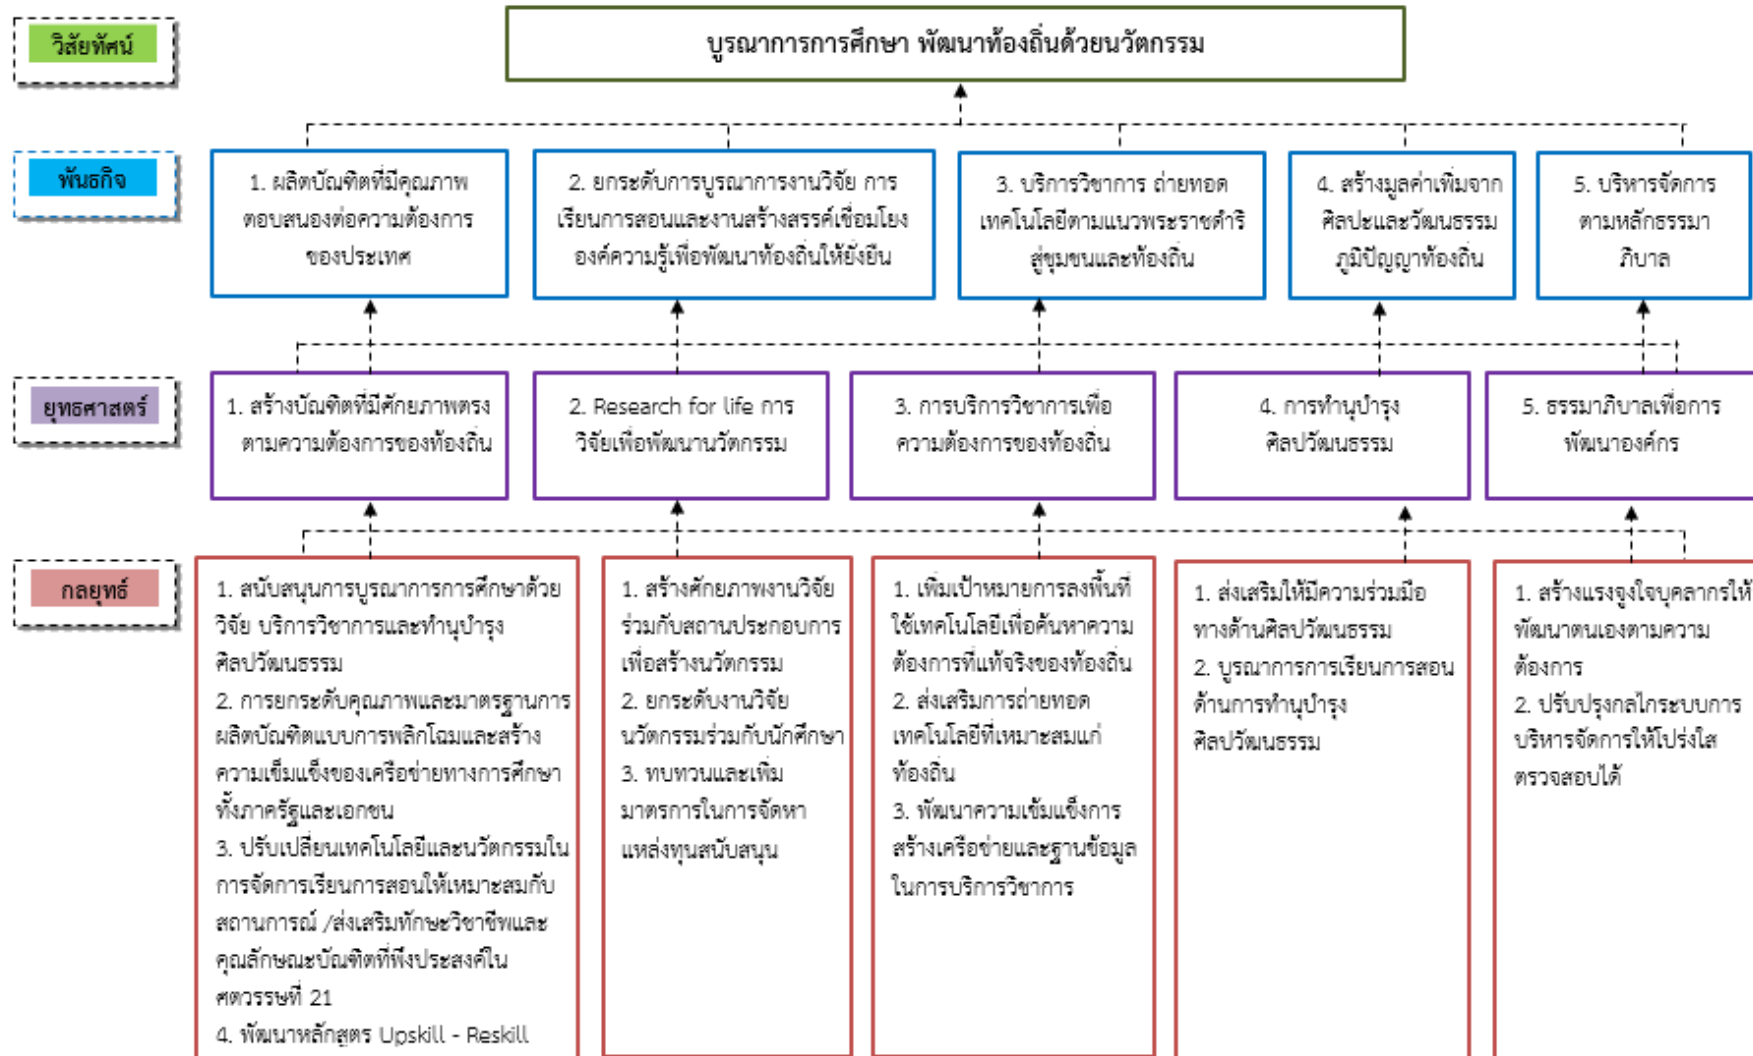 วิสัยทัศน์
บูรณาการการศึกษา พัฒนาท้องถิ่นด้วยนวัตกรรม
พันธกิจ
1. ผลิตบัณฑิตที่มีคุณภาพ
ตอบสนองต่อความต้องการ
ของประเทศ
2. ยกระดับการบูรณาการงานวิจัย การ
เรียนการสอนและงานสร้างสรรค์เชื่อมโยง
องค์ความรู้เพื่อพัฒนาท้องถิ่นให้ยั่งยืน
3. บริการวิชาการ ถ่ายทอด
เทคโนโลยีตามแนวพระราชดำริ
สู่ชุมชนและท้องถิ่น
4. สร้างมูลค่าเพิ่มจาก
ศิลปะและวัฒนธรรม
ภูมิปัญญาท้องถิ่น
5. บริหารจัดการ
ตามหลักธรรมา
ภิบาล
ยุทธศาสตร์
1. สร้างบัณฑิตที่มีศักยภาพตรง
ตามความต้องการของท้องถิ่น
2. Research for life การ
วิจัยเพื่อพัฒนานวัตกรรม
3. การบริการวิชาการเพื่อ
ความต้องการของท้องถิ่น
4. การทำนุบำรุง
ศิลปวัฒนธรรม
5. ธรรมาภิบาลเพื่อการ
พัฒนาองค์กร
กลยุทธ์
1. สนับสนุนการบูรณาการการศึกษาด้วย
วิจัย บริการวิชาการและทำนุบำรุง
ศิลปวัฒนธรรม
2. การยกระดับคุณภาพและมาตรฐานการ
ผลิตบัณฑิตแบบการพลิกโฉมและสร้าง
ความเข็มแข็งของเครือข่ายทางการศึกษา
ทั้งภาครัฐและเอกชน
3. ปรับเปลี่ยนเทคโนโลยีและนวัตกรรมใน
การจัดการเรียนการสอนให้เหมาะสมกับ
สถานการณ์ /ส่งเสริมทักษะวิชาชีพและ
คุณลักษณะบัณฑิตที่พึงประสงค์ใน
ศตวรรษที่ 21
4. พัฒนาหลักสูตร Upskill - Reskill
1. สร้างศักยภาพงานวิจัย
ร่วมกับสถานประกอบการ
เพื่อสร้างนวัตกรรม
2. ยกระดับงานวิจัย
นวัตกรรมร่วมกับนักศึกษา
3. ทบทวนและเพิ่ม
มาตรการในการจัดหา
แหล่งทุนสนับสนุน
1. เพิ่มเป้าหมายการลงพื้นที่
ใช้เทคโนโลยีเพื่อค้นหาความ
ต้องการที่แท้จริงของท้องถิ่น
2. ส่งเสริมการถ่ายทอด
เทคโนโลยีที่เหมาะสมแก่
ท้องถิ่น
3. พัฒนาความเข้มแข็งการ
สร้างเครือข่ายและฐานข้อมูล
ในการบริการวิชาการ
1. ส่งเสริมให้มีความร่วมมือ
ทางด้านศิลปวัฒนธรรม
2. บูรณาการการเรียนการสอน
ด้านการทำนุบำรุง
ศิลปวัฒนธรรม
1. สร้างแรงจูงใจบุคลากรให้
พัฒนาตนเองตามความ
ต้องการ
2. ปรับปรุงกลไกระบบการ
บริหารจัดการให้โปร่งใส
ตรวจสอบได้